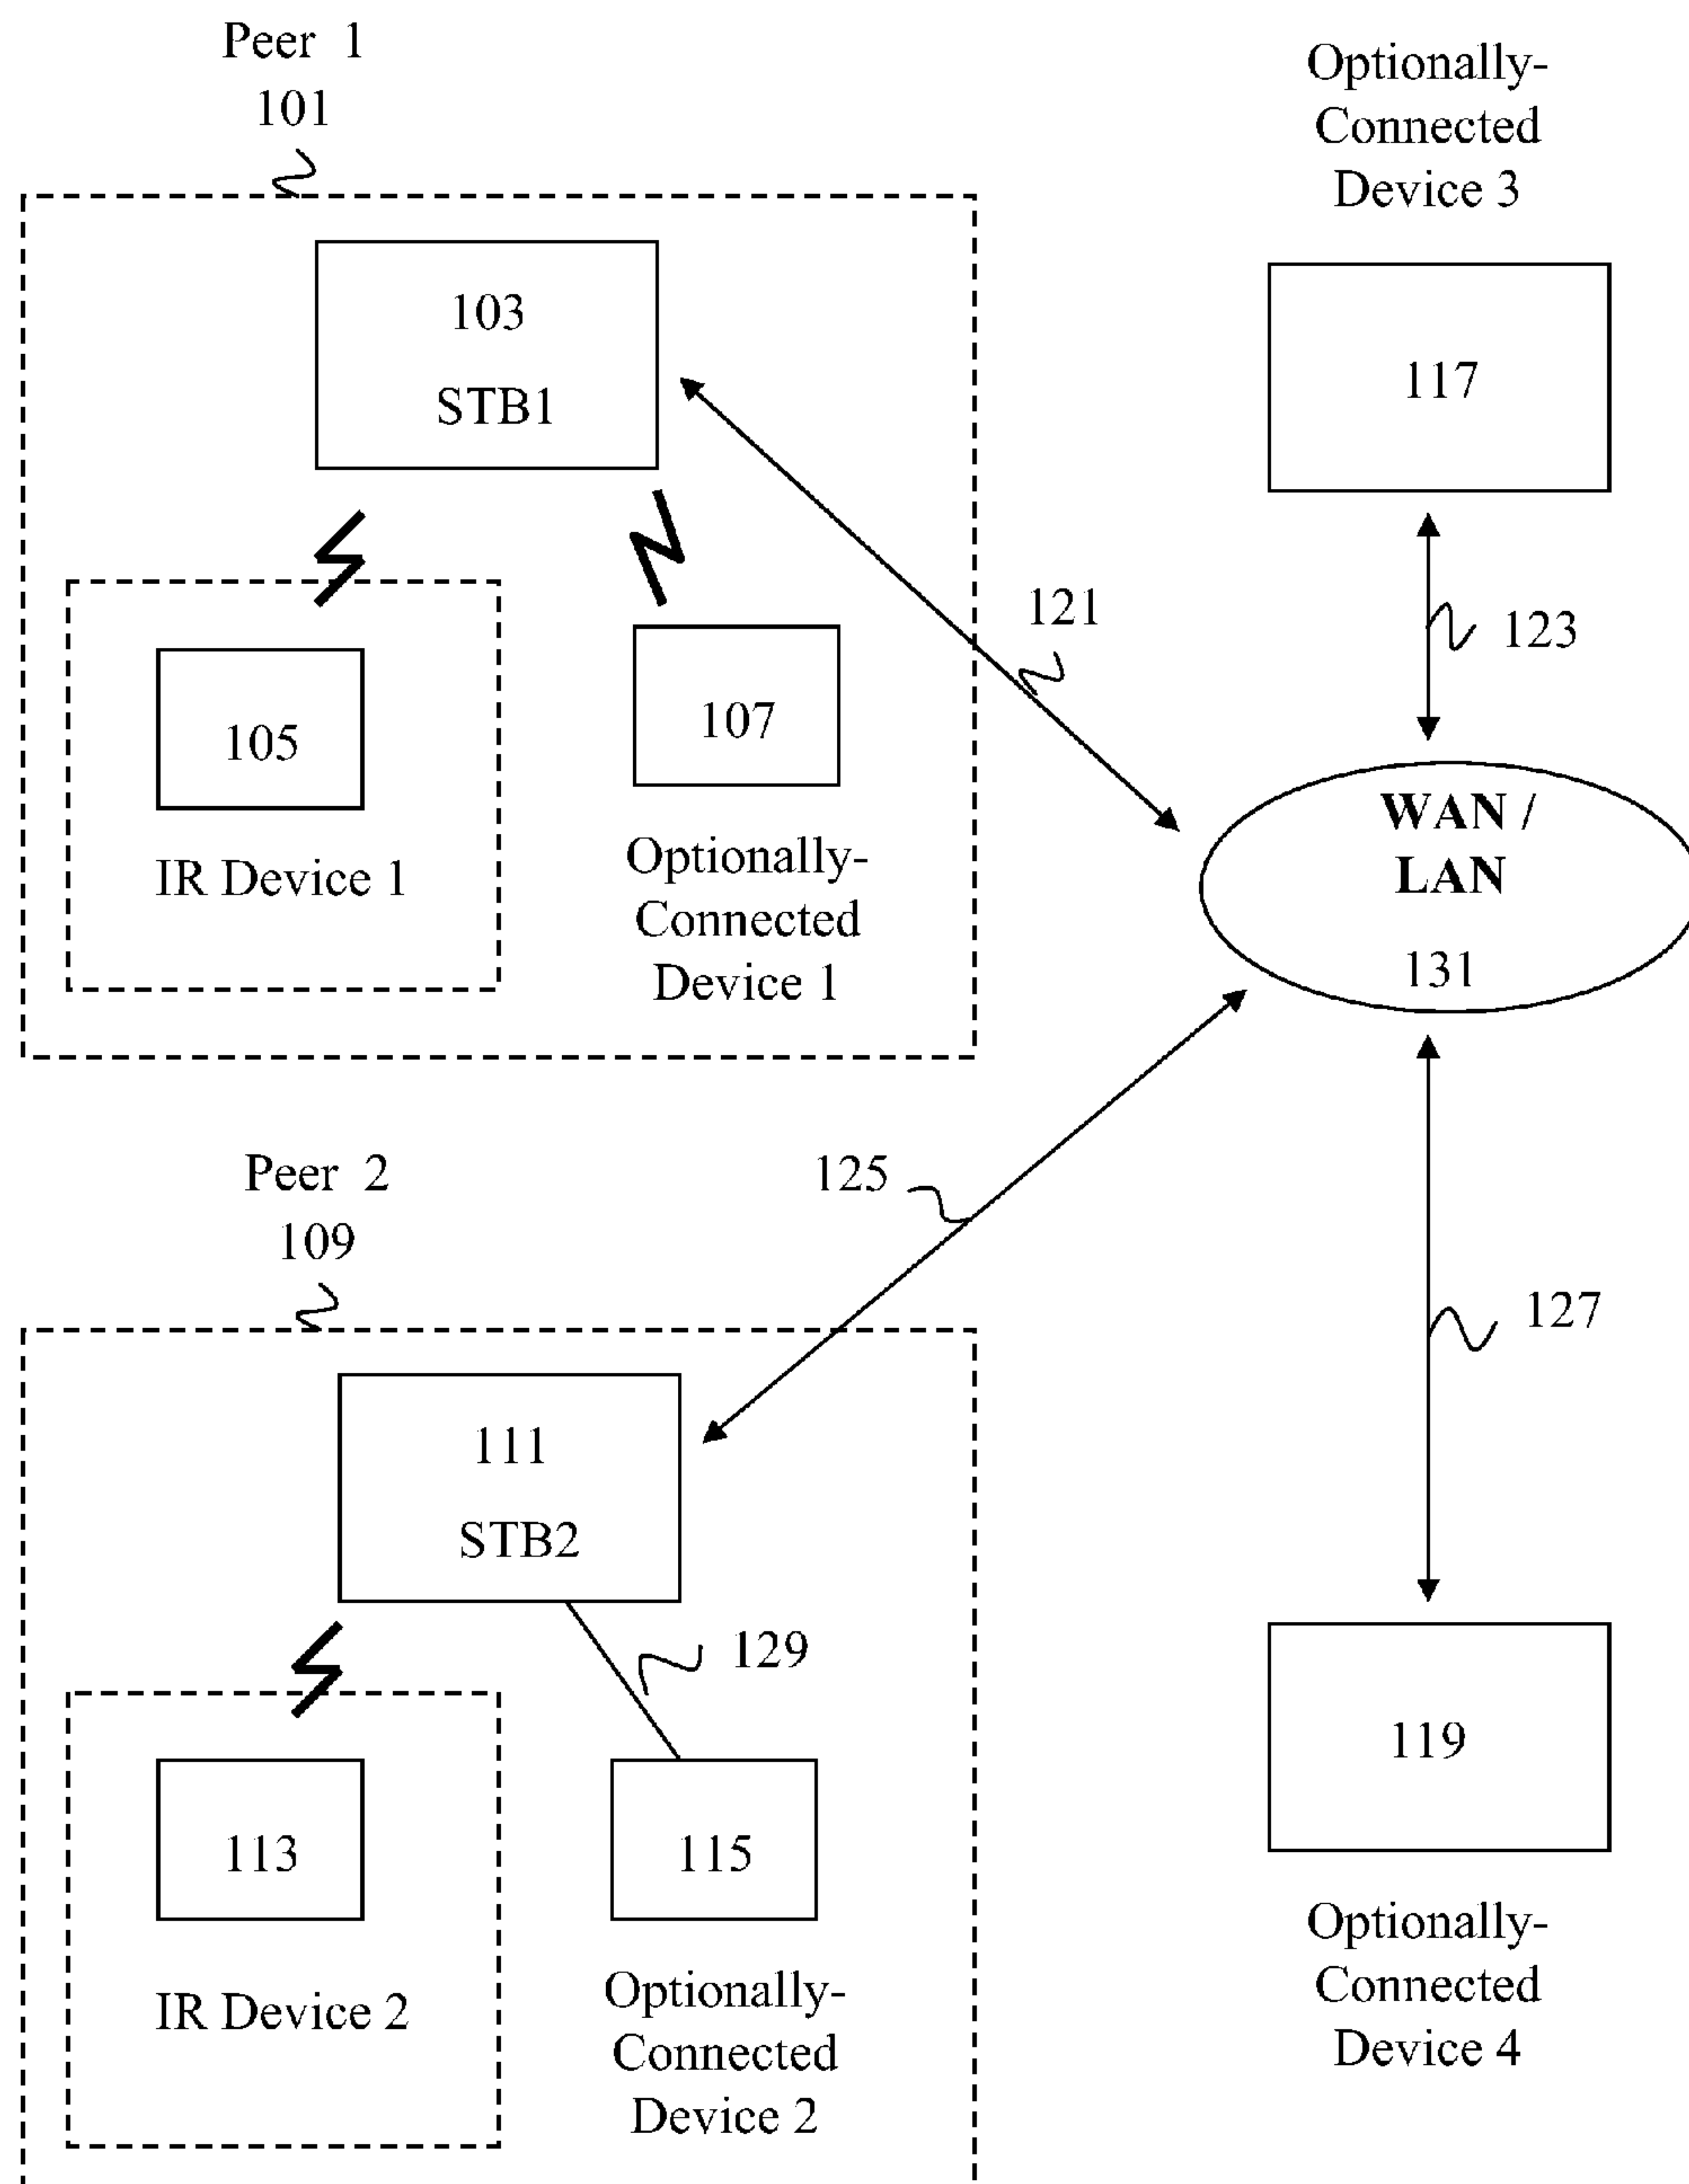 Peer 1
101
103
STB1
105
IR Device 1
107
Optionally-
Connected
Device 1
121
Optionally-
Connected
Device 3
117
123
WAN /
LAN
131
125
Peer 2
109
111
STB2
129
113
IR Device 2
115
Optionally-
Connected
Device 2
127
119
Optionally-
Connected
Device 4